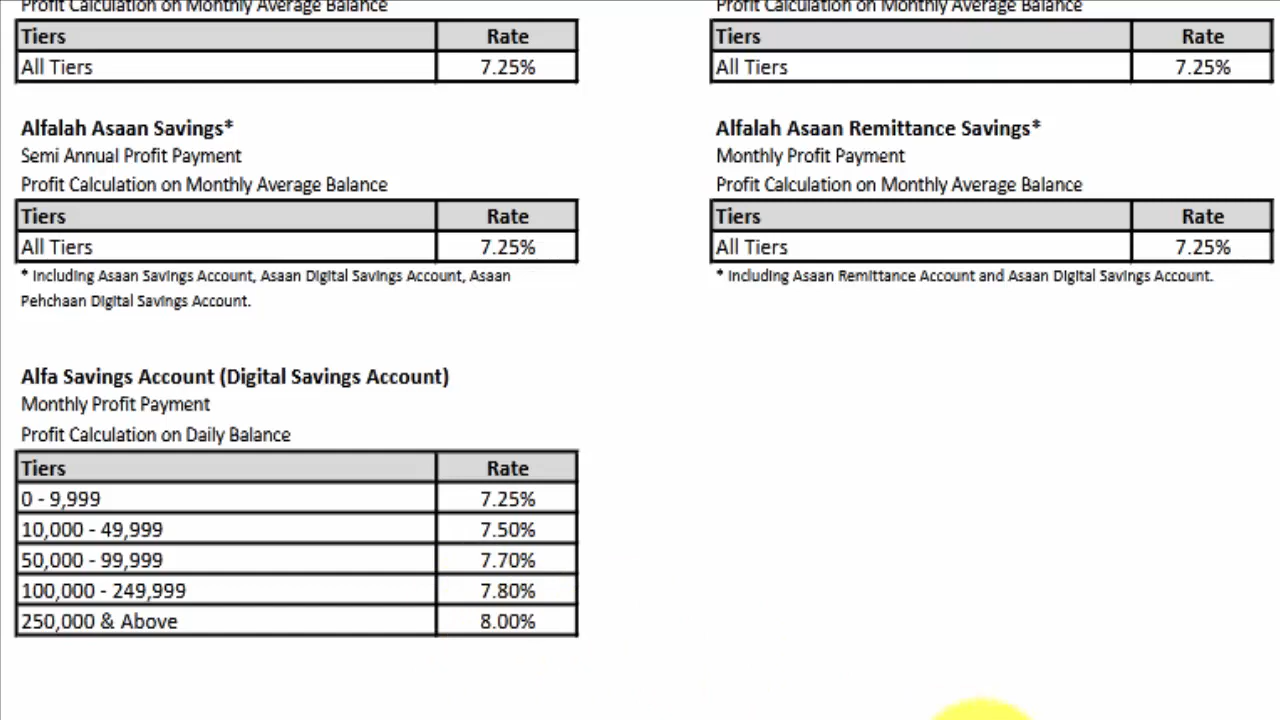 Profit Calculation on Monthly Average Balance
Tiers Rate
All Tiers 7.25%
Alfalah Asaan Savings*
Semi Annual Profit Payment
Profit Calculation on Monthly Average Balance
Tiers Rate
All Tiers 7.25%
* Including Asaan Savings Account, Asaan Digital Savings Account, Asaan
Pehchaan Digital Savings Account.
Alfa Savings Account (Digital Savings Account)
Monthly Profit Payment
Profit Calculation on Daily Balance
Tiers Rate
0 - 9,999 7.25%
10,000 - 49,999 7.50%
50,000 - 99,999 7.70%
100,000 - 249,999 7.80%
250,000 & Above 8.00%
Profit Calculation on Monthly Average Balance
Tiers Rate
All Tiers 7.25%
Alfalah Asaan Remittance Savings*
Monthly Profit Payment
Profit Calculation on Monthly Average Balance
Tiers Rate
All Tiers 7.25%
* Including Asaan Remittance Account and Asaan Digital Savings Account.